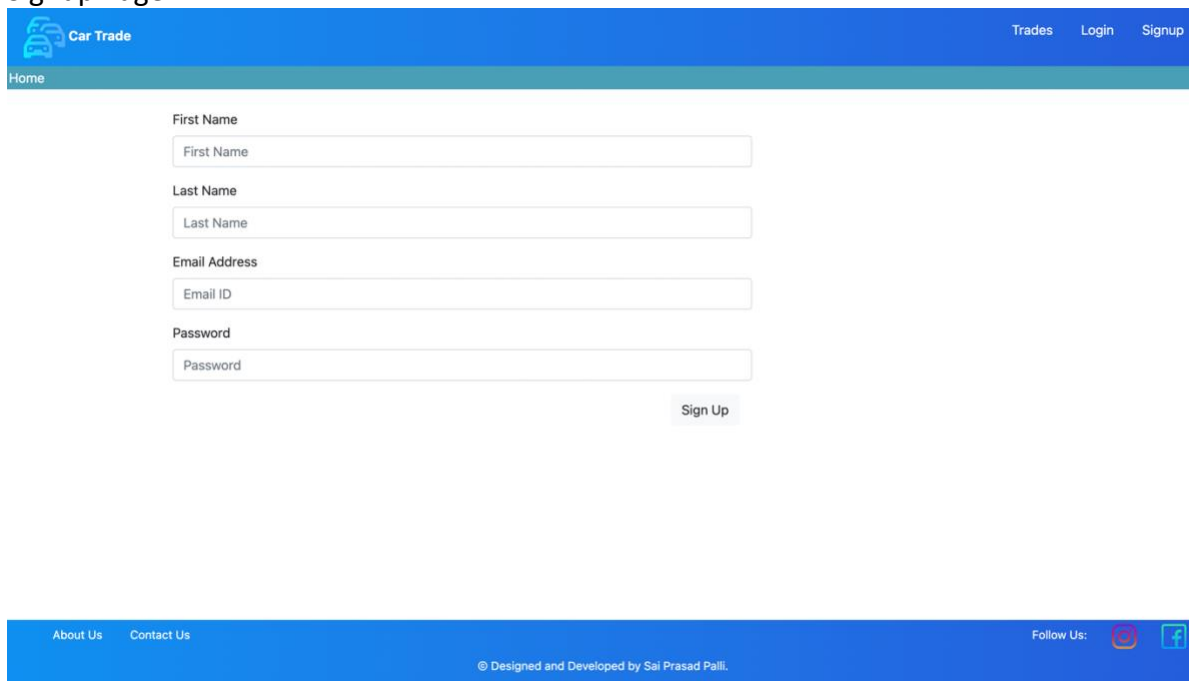 Car Trade
Trades Login Signup
Home
First Name
First Name
Last Name
Last Name
Email Address
Email ID
Password
Password
Sign Up
About Us Contact Us
Follow Us:
© Designed and Developed by Sai Prasad Palli.